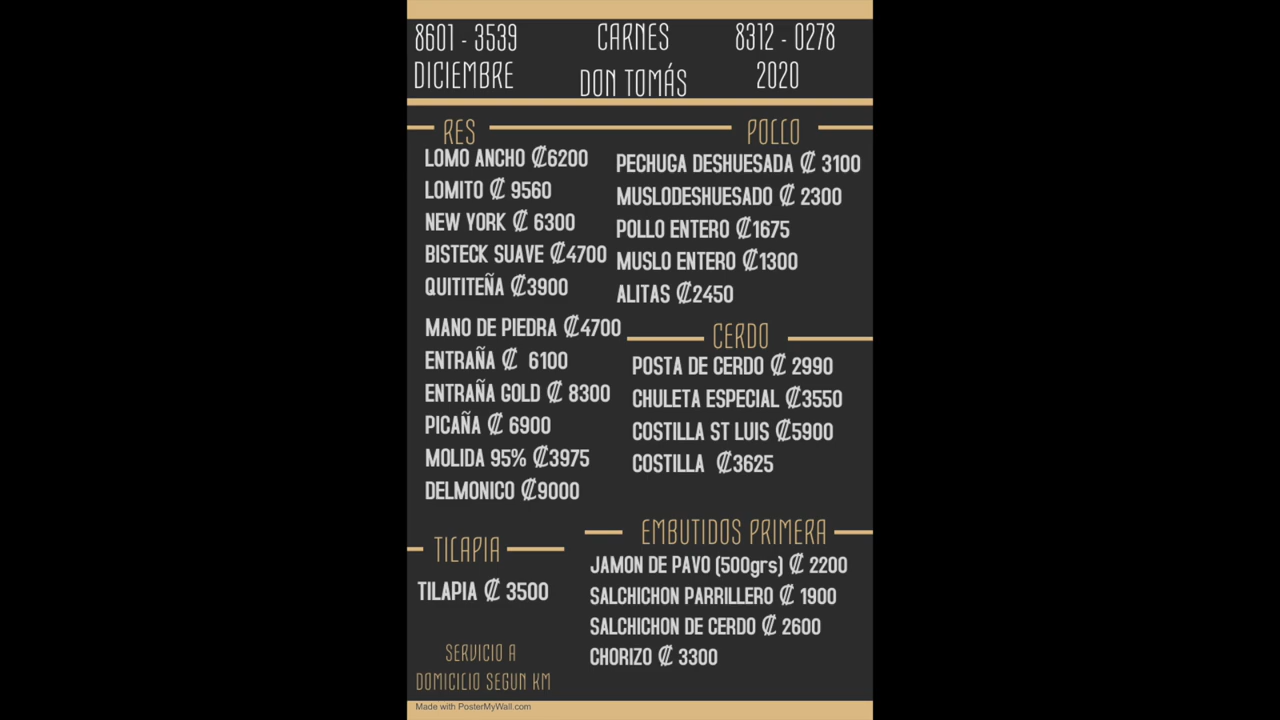 8601 - 3539
DICIEMBRE
CARNES
DON TOMÁS
8312 - 0278
2020
RES
LOMO ANCHO ₡6200
LOMITO ₡ 9560
NEW YORK ₡ 6300
BISTECK SUAVE ₡4700
QUITITEÑA ₡3900
MANO DE PIEDRA ₡4700
ENTRAÑA ₡ 6100
ENTRAÑA GOLD ₡ 8300
PICAÑA ₡ 6900
MOLIDA 95% ₡3975
DELMONICO ₡9000
POLLO
PECHUGA DESHUESADA ₡ 3100
MUSLODESHUESADO ₡ 2300
POLLO ENTERO ₡1675
MUSLO ENTERO ₡1300
ALITAS ₡2450
CERDO
POSTA DE CERDO ₡ 2990
CHULETA ESPECIAL ₡3550
COSTILLA ST LUIS ₡5900
COSTILLA ₡3625
TILAPIA
TILAPIA ₡ 3500
EMBUTIDOS PRIMERA
JAMON DE PAVO (500grs) ₡ 2200
SALCHICHON PARRILLERO ₡ 1900
SALCHICHON DE CERDO ₡ 2600
CHORIZO ₡ 3300
SERVICIO A
DOMICILIO SEGUN KM
Made with PosterMyWall.com